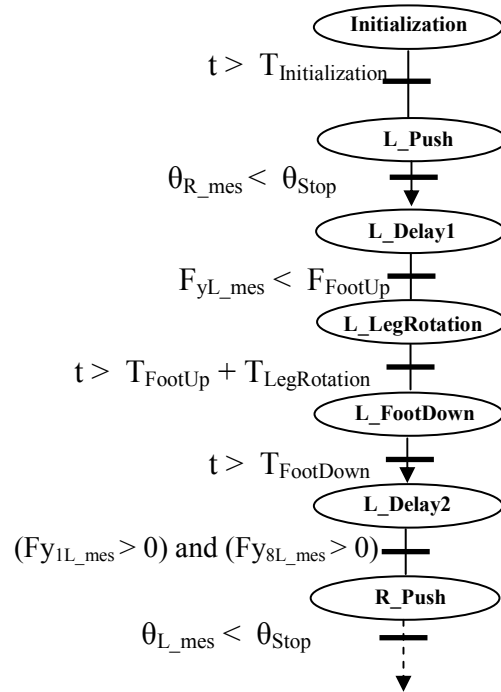 Initialization
t > T_Initialization
L_Push
θ_R_mes < θ_Stop
L_Delay1
F_yL_mes < F_FootUp
L_LegRotation
t > T_FootUp + T_LegRotation
L_FootDown
t > T_FootDown
L_Delay2
(Fy_1L_mes > 0) and (Fy_8L_mes > 0)
R_Push
θ_L_mes < θ_Stop